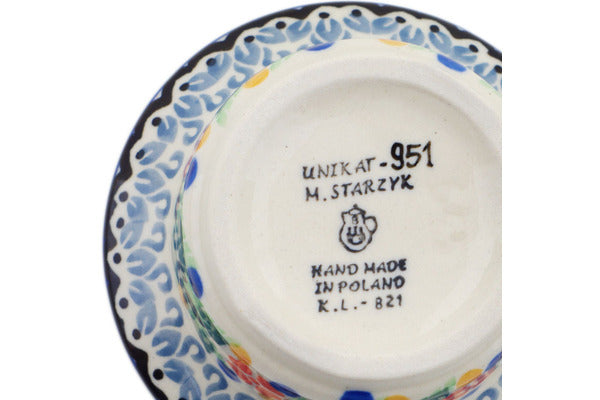 UNIKAT-951
M. STARZYK
HAND MADE
IN POLAND
K.L.- 821